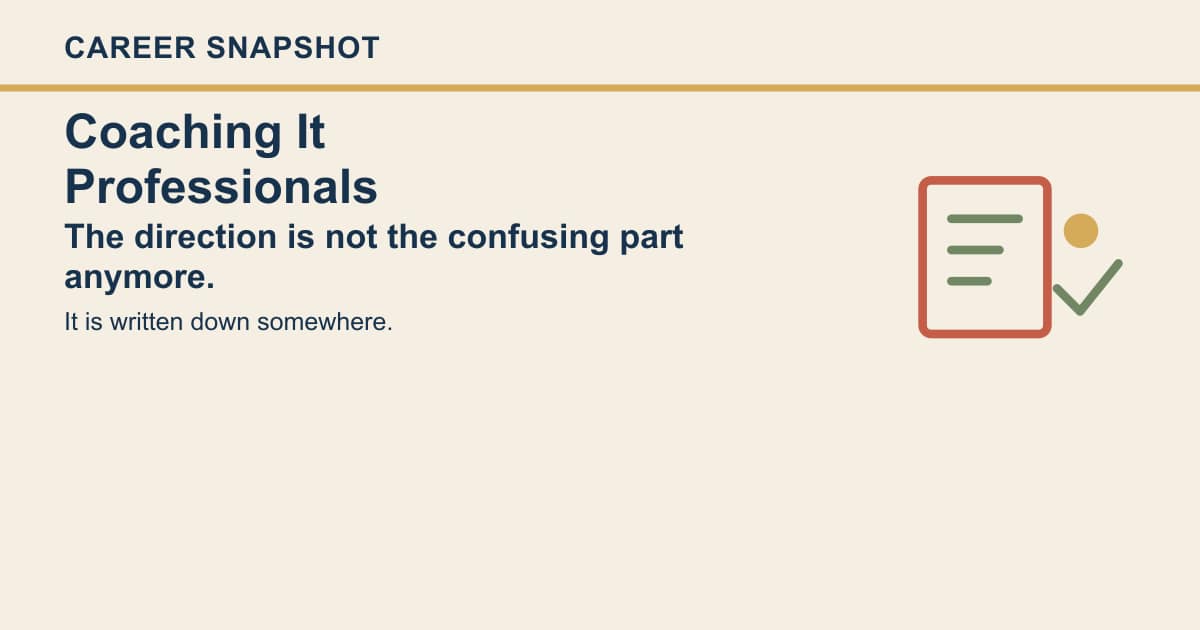 CAREER SNAPSHOT
Coaching It
Professionals
The direction is not the confusing part
anymore.
It is written down somewhere.